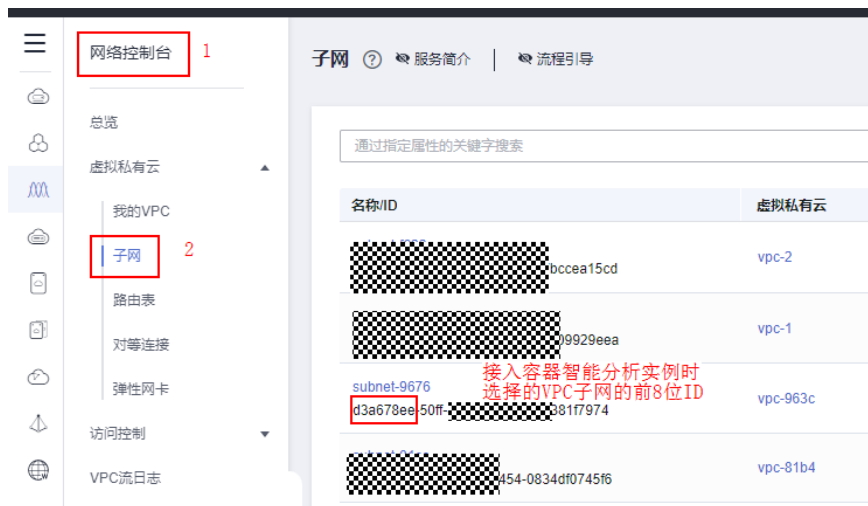 网络控制台
1
子网
服务简介
流程引导
总览
虚拟私有云
我的VPC
子网
2
路由表
对等连接
弹性网卡
访问控制
VPC流日志
通过指定属性的关键字搜索
名称/ID
虚拟私有云
bccea15cd
vpc-2
09929eea
vpc-1
接入容器智能分析实例时
选择的VPC子网的前8位ID
subnet-9676
d3a678ee-50ff-
381f7974
vpc-963c
454-0834df0745f6
vpc-81b4